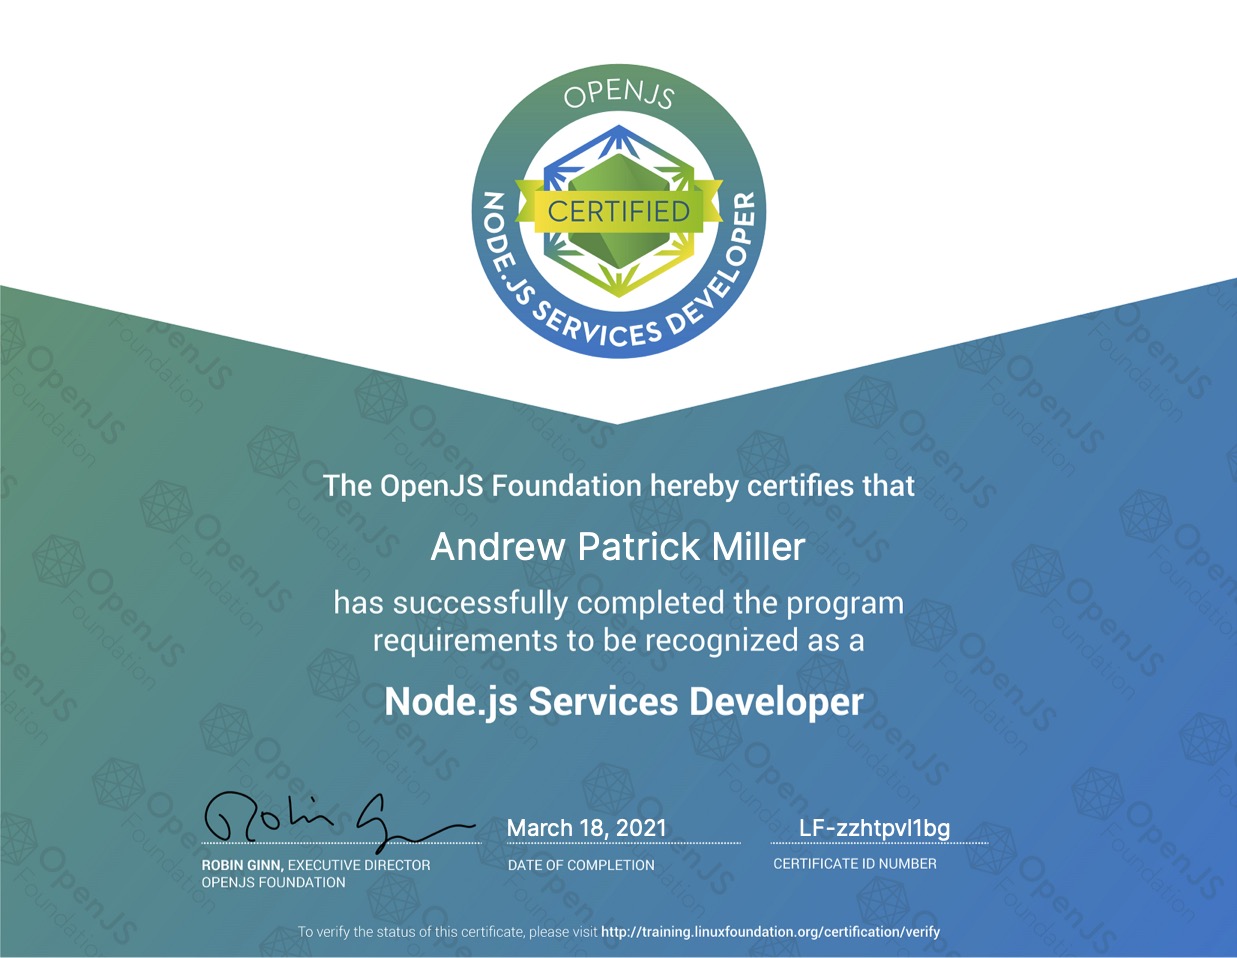 OPENJS
CERTIFIED
NODE.JS SERVICES DEVELOPER
The OpenJS Foundation hereby certifies that
Andrew Patrick Miller
has successfully completed the program
requirements to be recognized as a
Node.js Services Developer
Robin Ginn
March 18, 2021
LF-zzhtpvl1bg
ROBIN GINN, EXECUTIVE DIRECTOR
OPENJS FOUNDATION
DATE OF COMPLETION
CERTIFICATE ID NUMBER
To verify the status of this certificate, please visit http://training.linuxfoundation.org/certification/verify
OpenJS Foundation